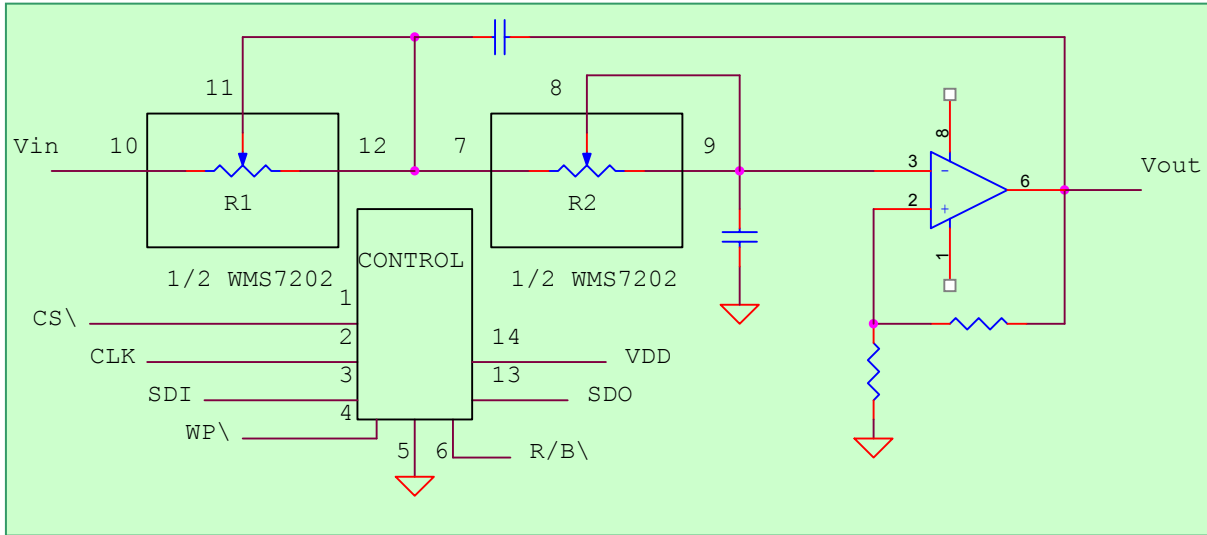 11
8
Vin
10
12
7
9
R1
R2
1/2 WMS7202
1/2 WMS7202
8
3
−
2
+
6
1
Vout
CONTROL
CS\
1
CLK
2
SDI
3
WP\
4
5
6
R/B\
14
VDD
13
SDO